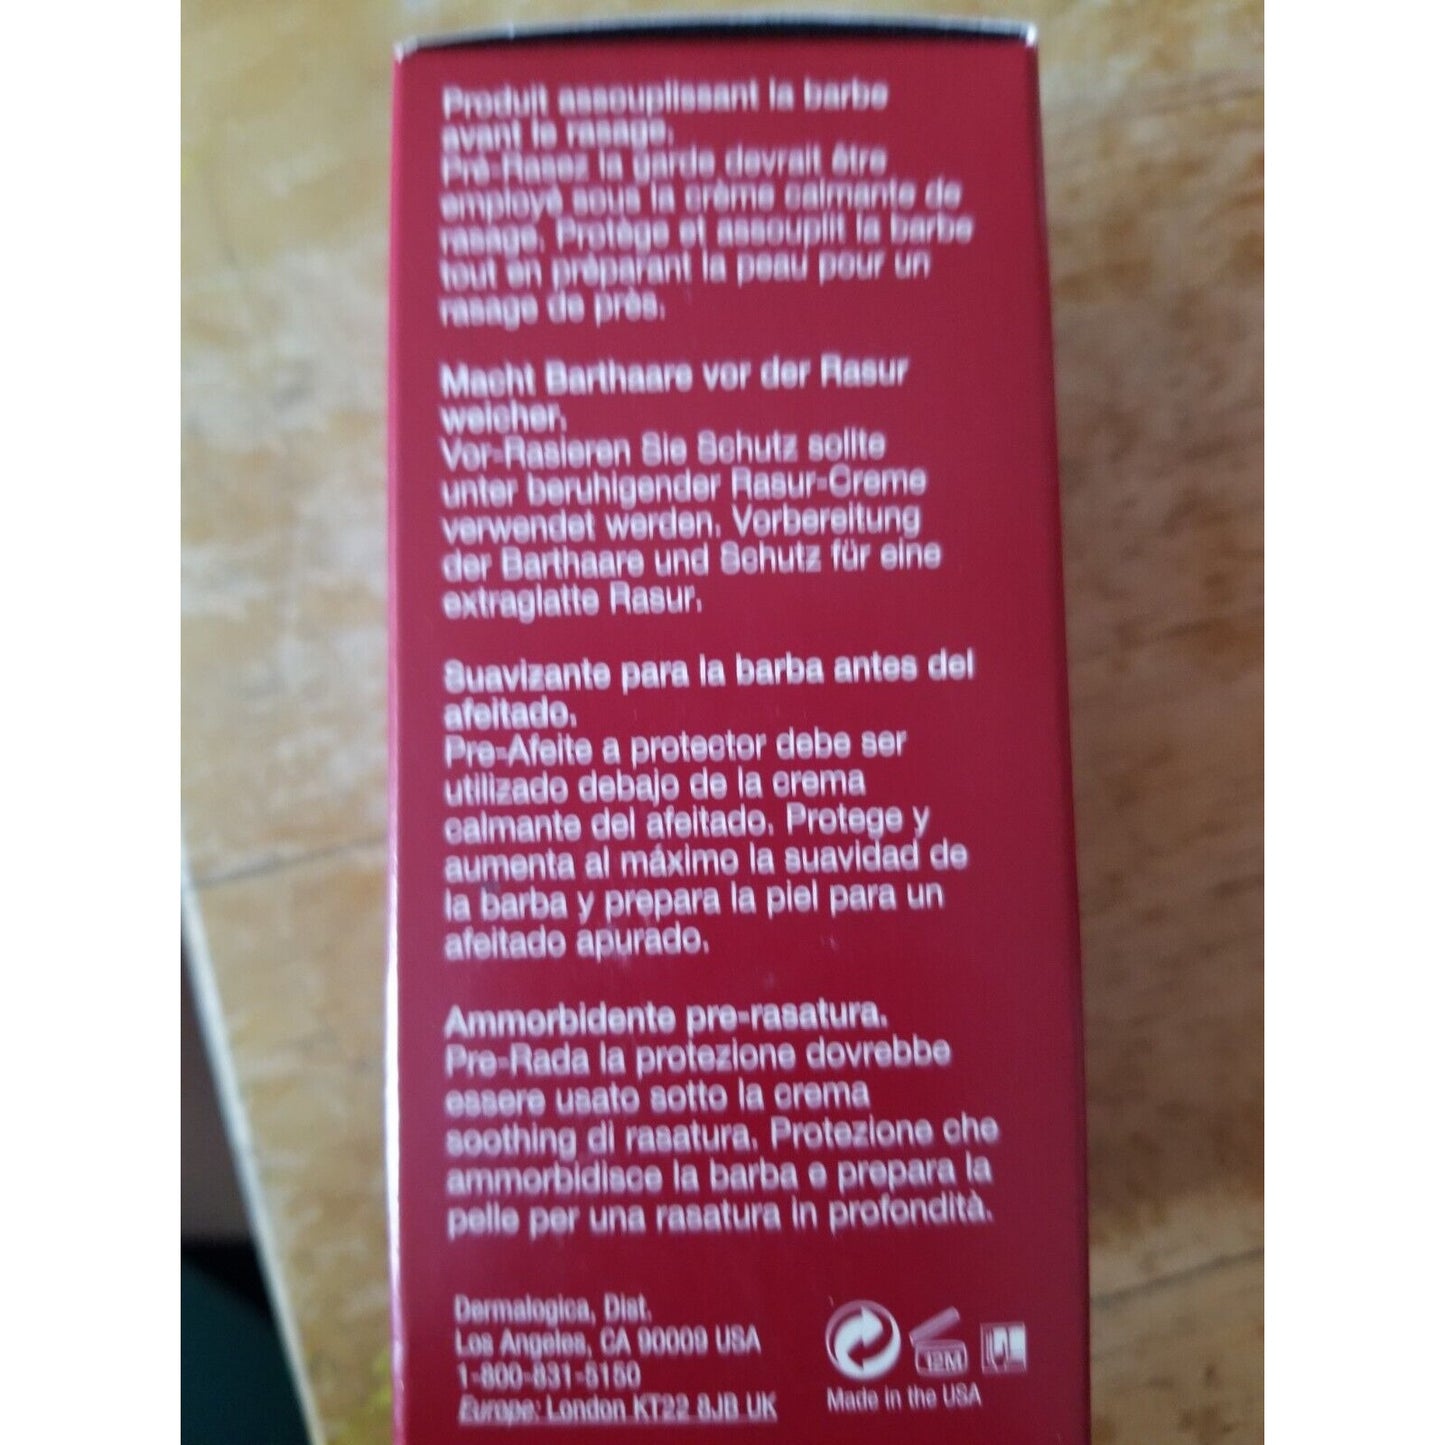 Produit assouplissant la barbe
avant le rasage.
Pré-Rasez la garde devrait être
employé sous la crème calmante de
rasage. Protège et assouplit la barbe
tout en préparant la peau pour un
rasage de près.
Macht Barthaare vor der Rasur
weicher.
Vor-Rasieren Sie Schutz sollte
unter beruhigender Rasur-Creme
verwendet werden. Vorbereitung
der Barthaare und Schutz für eine
extraglatte Rasur.
Suavizante para la barba antes del
afeitado.
Pre-Afeite a protector debe ser
utilizado debajo de la crema
calmante del afeitado. Protege y
aumenta al máximo la suavidad de
la barba y prepara la piel para un
afeitado apurado.
Ammorbidente pre-rasatura.
Pre-Rada la protezione dovrebbe
essere usato sotto la crema
soothing di rasatura. Protezione che
ammorbidisce la barba e prepara la
pelle per una rasatura in profondità.
Dermalogica, Dist.
Los Angeles, CA 90009 USA
1-800-831-5150
Europe: London KT22 8JB UK
12M
Made in the USA